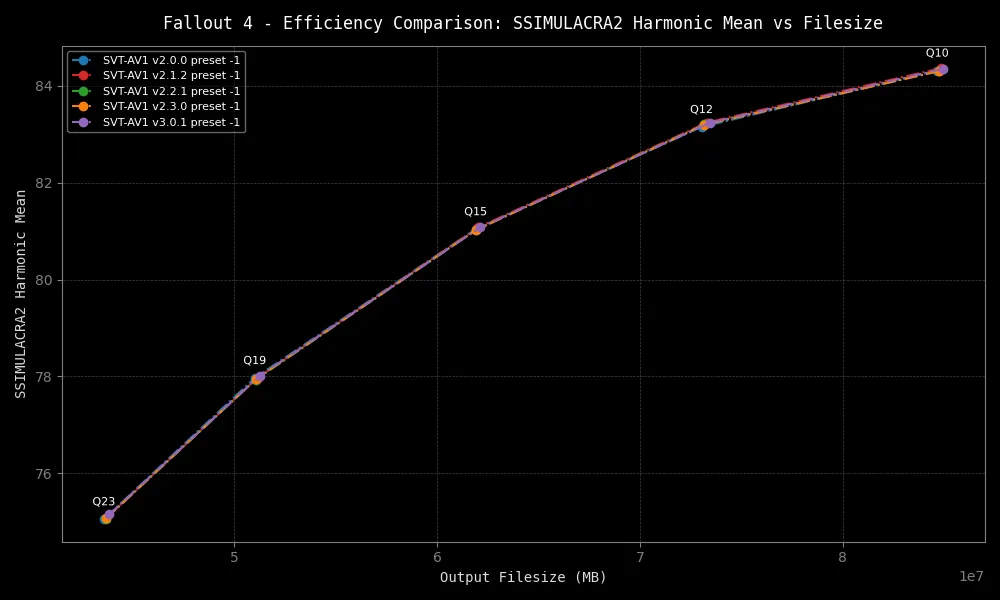 Fallout 4 - Efficiency Comparison: SSIMULACRA2 Harmonic Mean vs Filesize
SVT-AV1 v2.0.0 preset -1
SVT-AV1 v2.1.2 preset -1
SVT-AV1 v2.2.1 preset -1
SVT-AV1 v2.3.0 preset -1
SVT-AV1 v3.0.1 preset -1
Q10
Q12
Q15
Q19
Q23
84
82
80
78
76
SSIMULACRA2 Harmonic Mean
5 6 7 8
1e7
Output Filesize (MB)